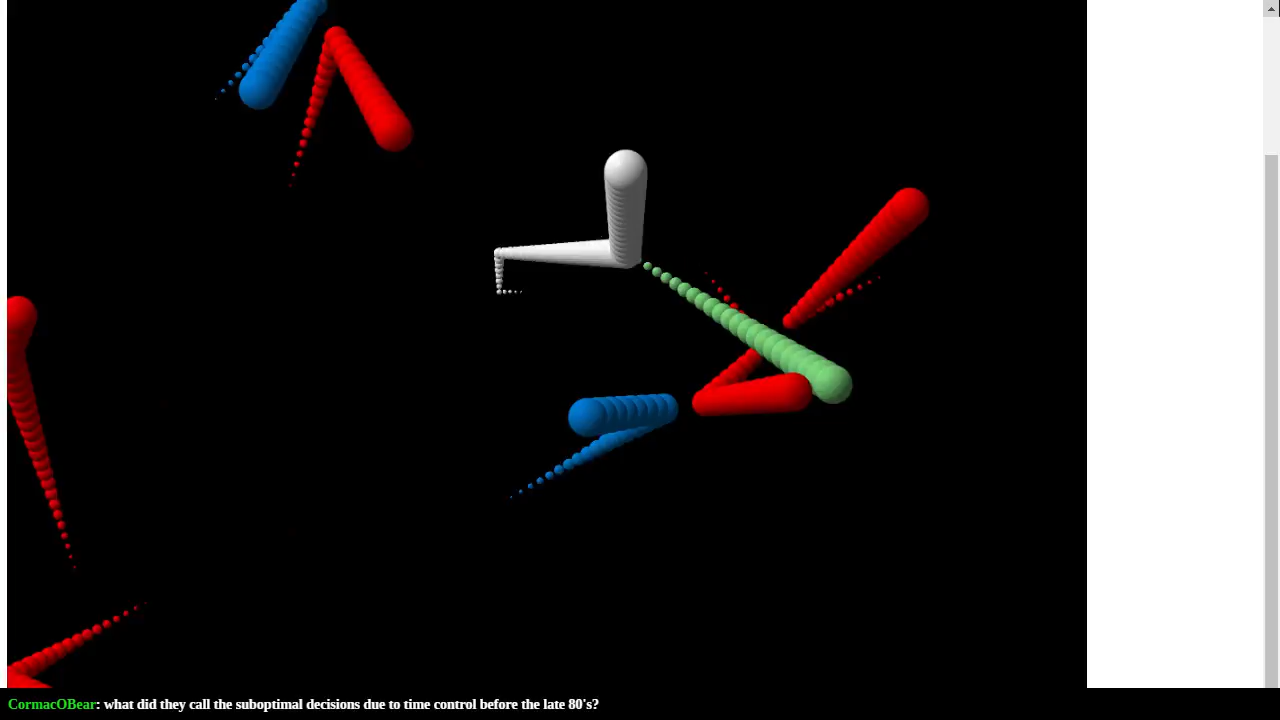 CormacOBear: what did they call the suboptimal decisions due to time control before the late 80's?